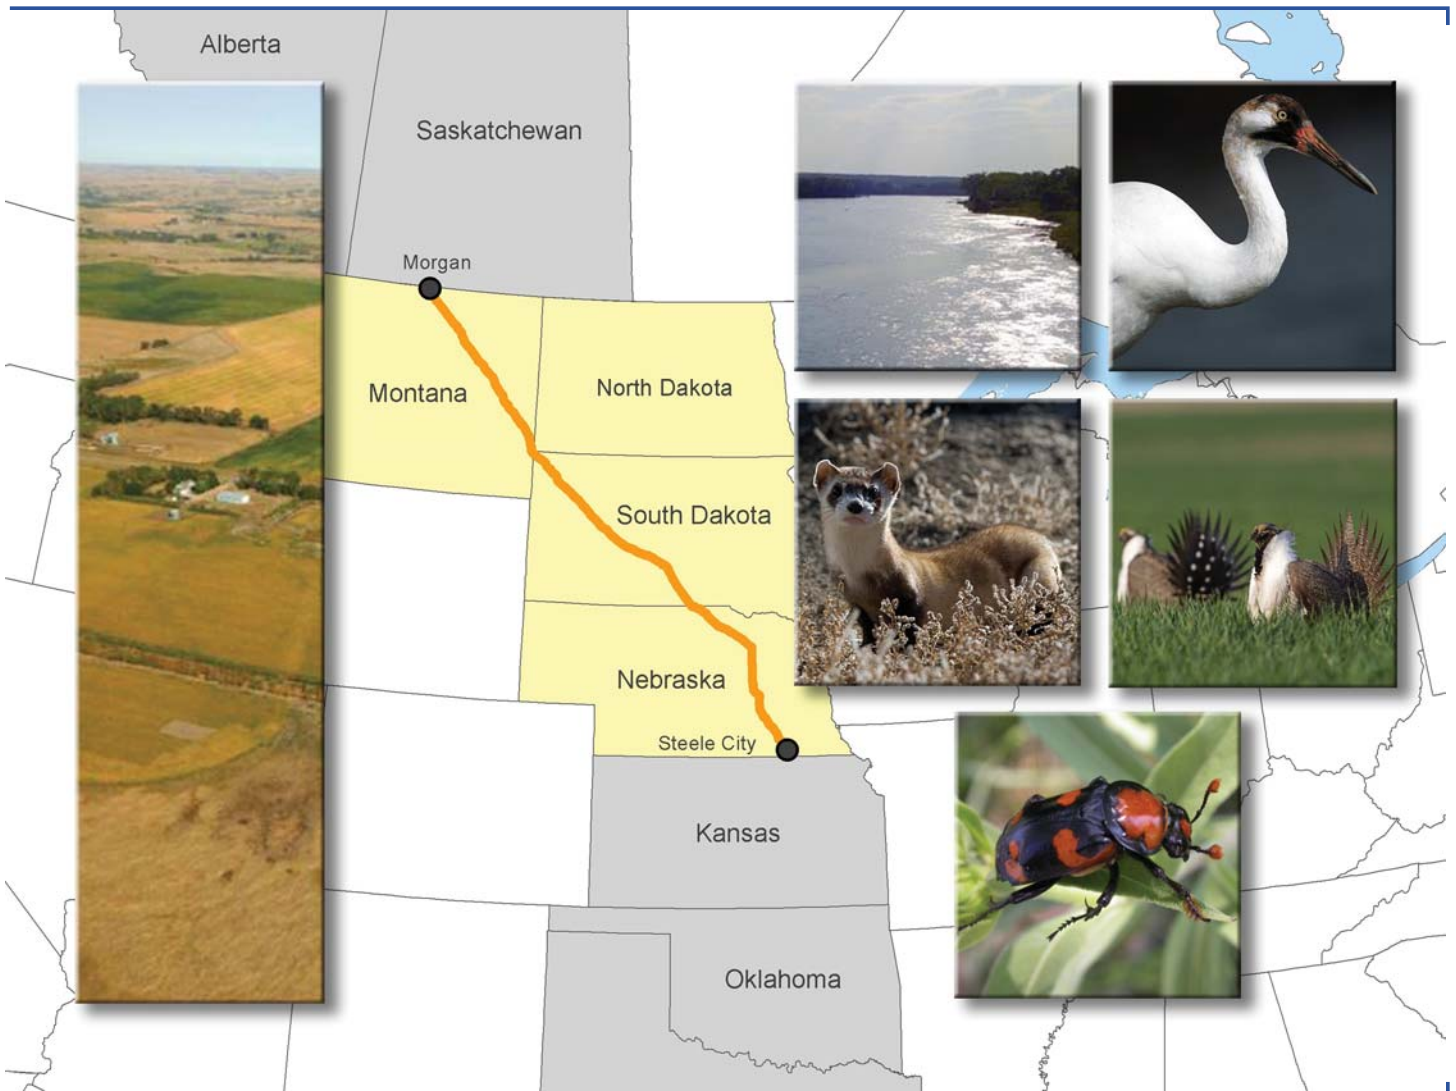 Alberta
Saskatchewan
Morgan
Montana
North Dakota
South Dakota
Nebraska
Steele City
Kansas
Oklahoma